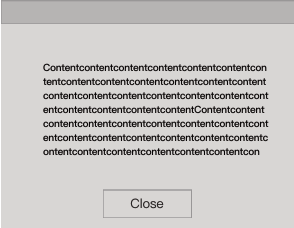 Contentcontentcontentcontentcontentcontentcon
tentcontentcontentcontentcontentcontentcontent
contentcontentcontentcontentcontentcontentcont
entcontentcontentcontentcontentContentcontent
contentcontentcontentcontentcontentcontentcont
entcontentcontentcontentcontentcontentcontentc
ontentcontentcontentcontentcontentcontentcon
Close